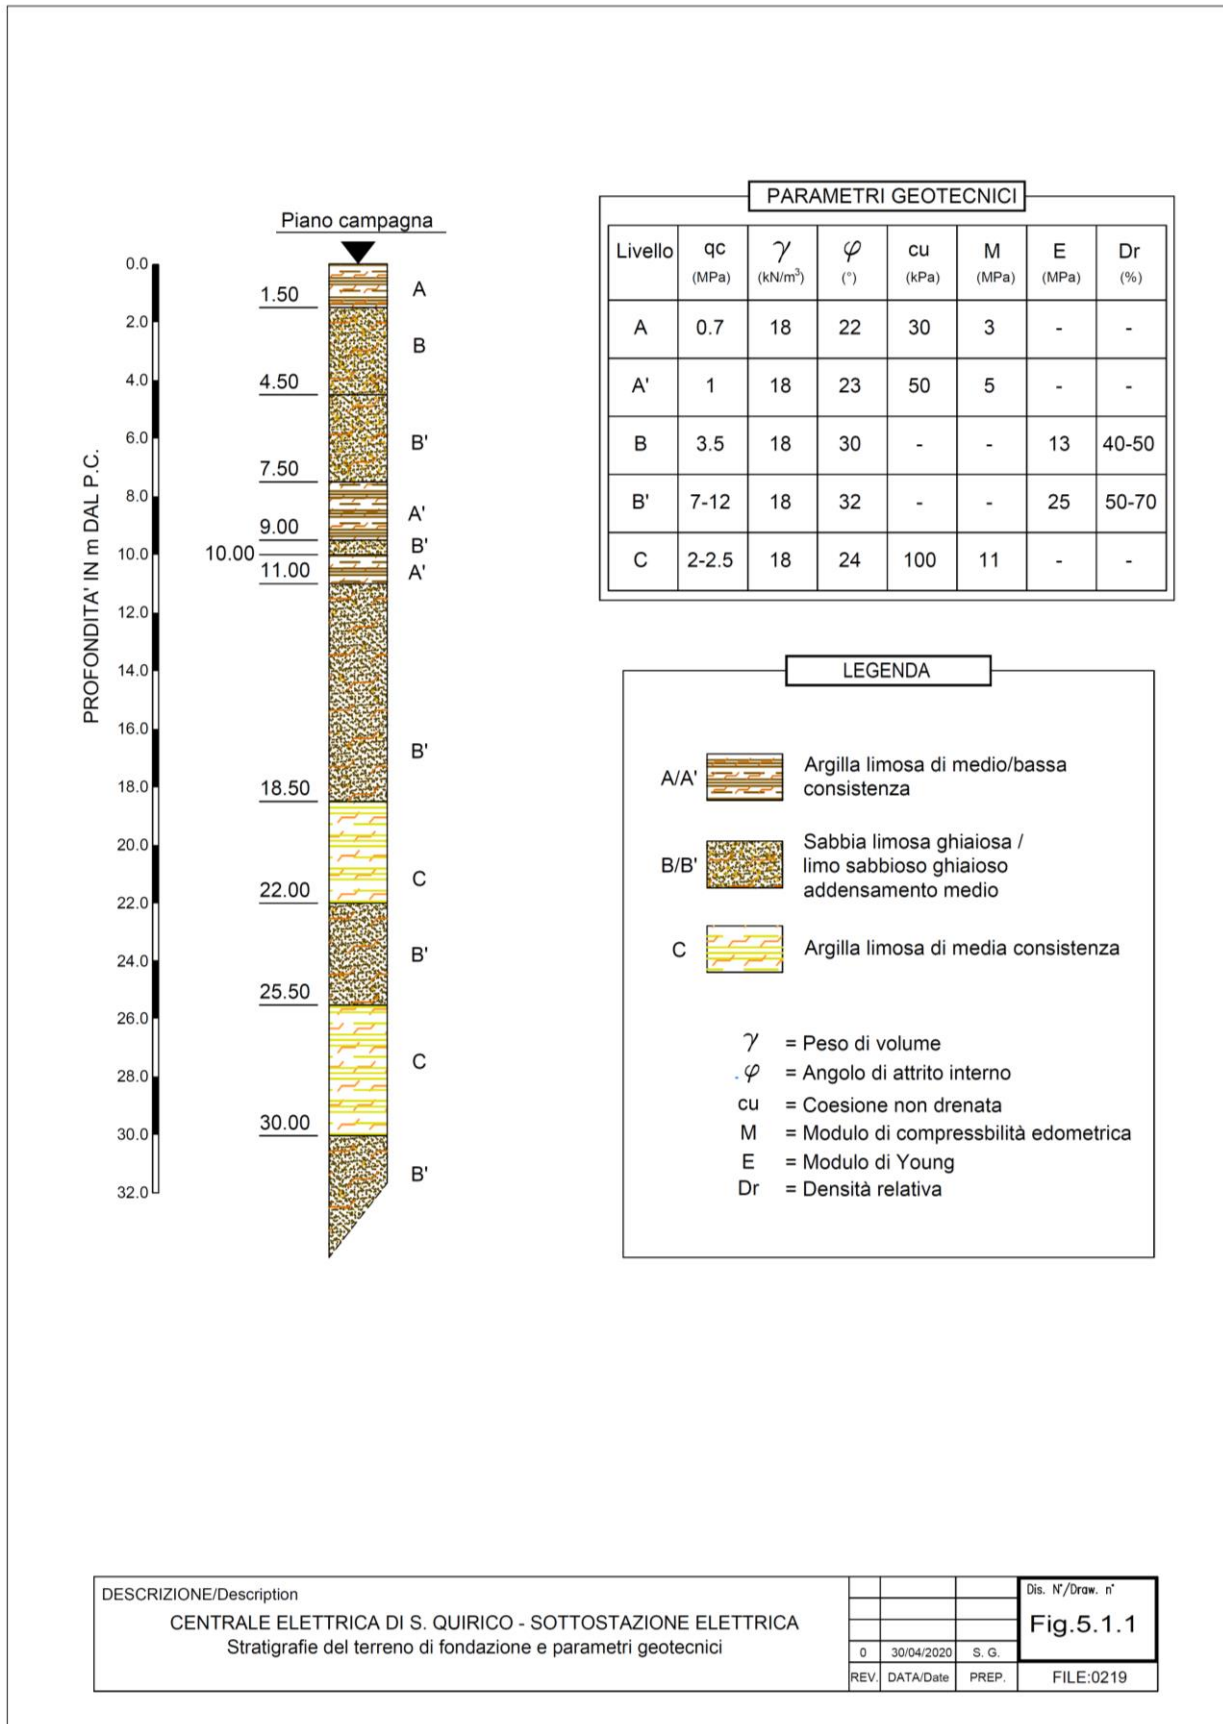 Piano campagna
PROFONDITA' IN m DAL P.C.
0.0
2.0
4.0
6.0
8.0
10.0
12.0
14.0
16.0
18.0
20.0
22.0
24.0
26.0
28.0
30.0
32.0
1.50
4.50
7.50
9.00
10.00
11.00
18.50
22.00
25.50
30.00
A
B
B'
A'
B'
A'
B'
C
B'
C
B'
PARAMETRI GEOTECNICI
Livello qc γ φ cu M E Dr
(MPa) (kN/m³) (°) (kPa) (MPa) (MPa) (%)
A 0.7 18 22 30 3 - -
A' 1 18 23 50 5 - -
B 3.5 18 30 - - 13 40-50
B' 7-12 18 32 - - 25 50-70
C 2-2.5 18 24 100 11 - -
LEGENDA
A/A' Argilla limosa di medio/bassa
consistenza
B/B' Sabbia limosa ghiaiosa /
limo sabbioso ghiaioso
addensamento medio
C Argilla limosa di media consistenza
γ = Peso di volume
φ = Angolo di attrito interno
cu = Coesione non drenata
M = Modulo di compressbilità edometrica
E = Modulo di Young
Dr = Densità relativa
DESCRIZIONE/Description
CENTRALE ELETTRICA DI S. QUIRICO - SOTTOSTAZIONE ELETTRICA
Stratigrafie del terreno di fondazione e parametri geotecnici
0 30/04/2020 S. G.
REV. DATA/Date PREP.
Dis. N°/Draw. n°
Fig.5.1.1
FILE:0219